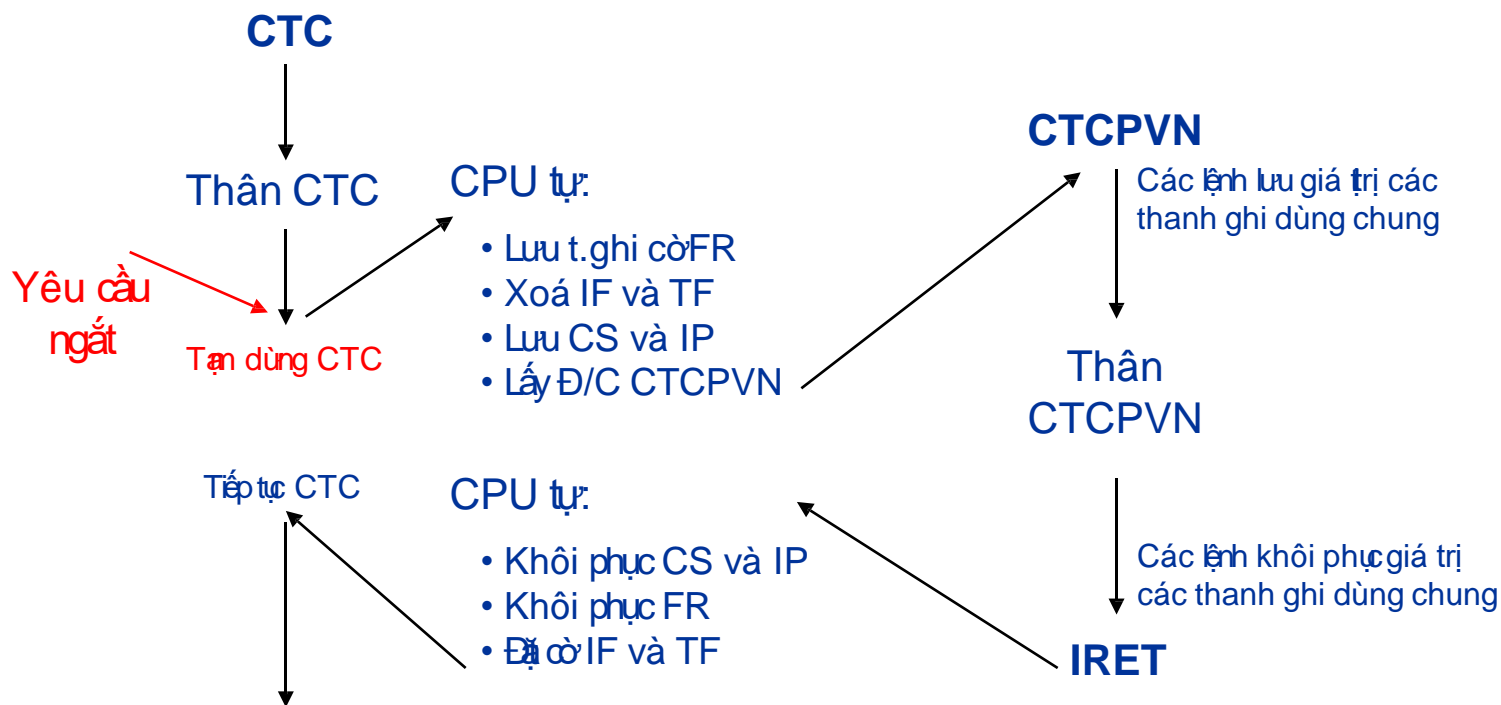 CTC
Thân CTC
Yêu cầu
ngắt
Tạm dừng CTC
CPU tự:
• Lưu t.ghi cờ FR
• Xoá IF và TF
• Lưu CS và IP
• Lấy Đ/C CTCPVN
CTCPVN
Các lệnh lưu giá trị các
thanh ghi dùng chung
Thân
CTCPVN
Các lệnh khôi phục giá trị
các thanh ghi dùng chung
IRET
CPU tự:
• Khôi phục CS và IP
• Khôi phục FR
• Đặt cờ IF và TF
Tiếp tục CTC